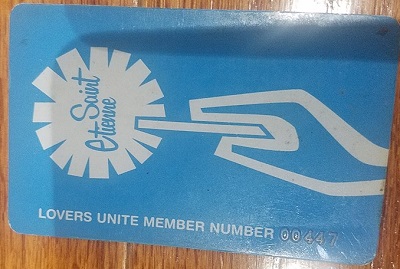 Saint
Etienne
LOVERS UNITE MEMBER NUMBER 00447